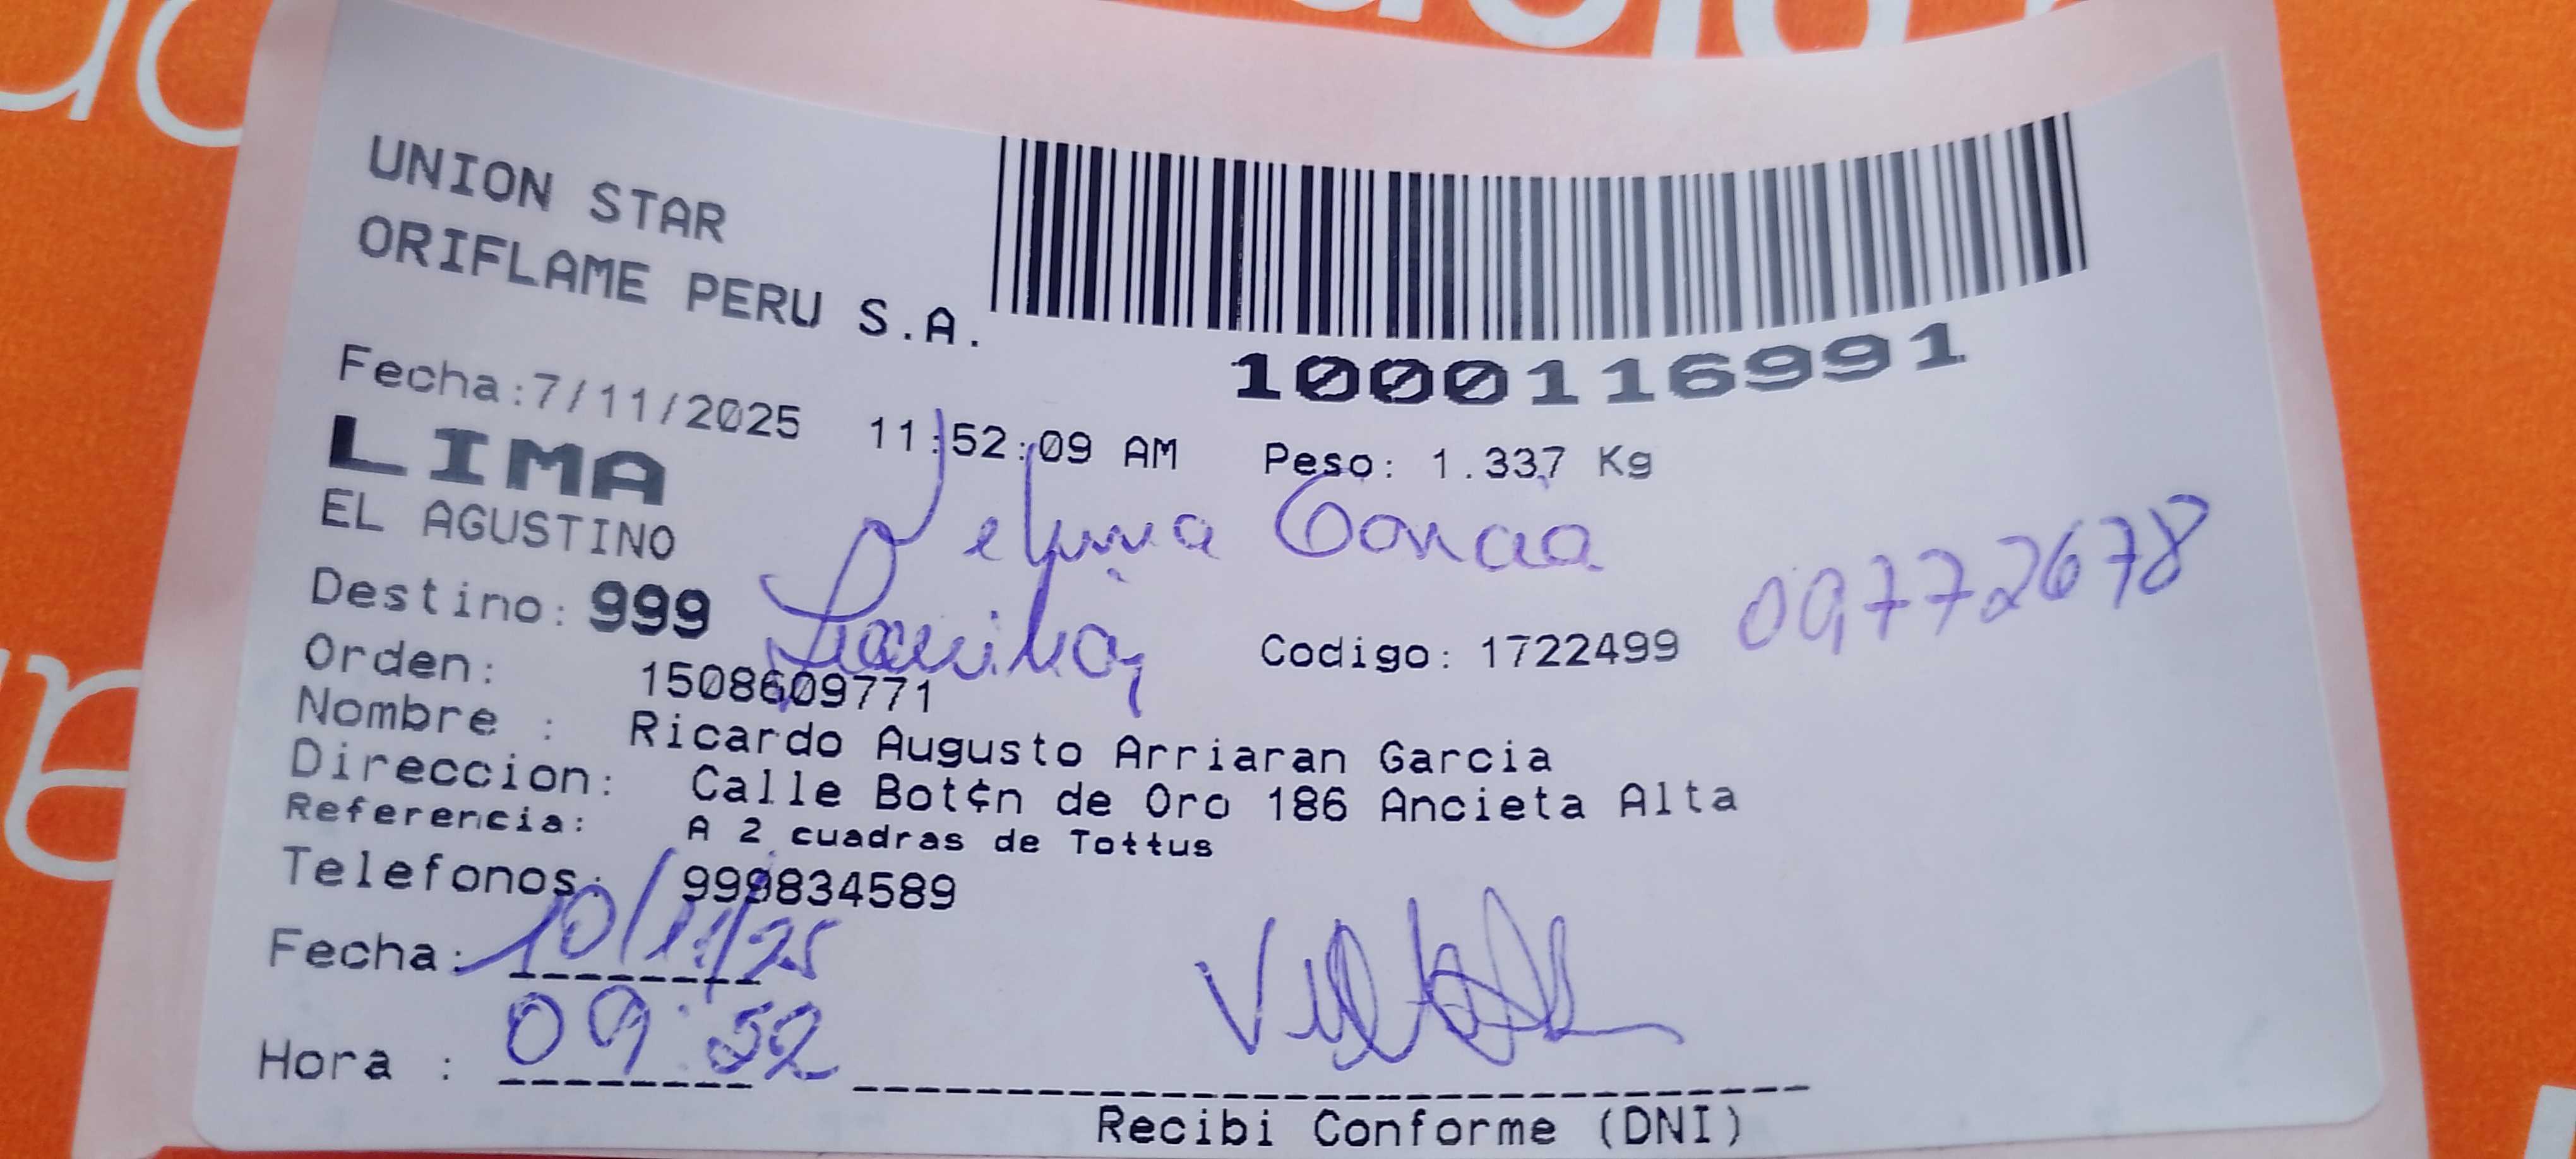 UNION STAR
ORIFLAME PERU S.A.
1000116991
Fecha:7/11/2025 11:52:09 AM Peso: 1.337 Kg
LIMA
EL AGUSTINO
Destino: 999
09772678
Codigo: 1722499
Orden: 1508609771
Nombre : Ricardo Augusto Arriaran Garcia
Direccion: Calle Bot¢n de Oro 186 Ancieta Alta
Referencia: A 2 cuadras de Tottus
Telefonos: 999834589
Fecha: 10/11/25
Hora : 09:52
Recibi Conforme (DNI)